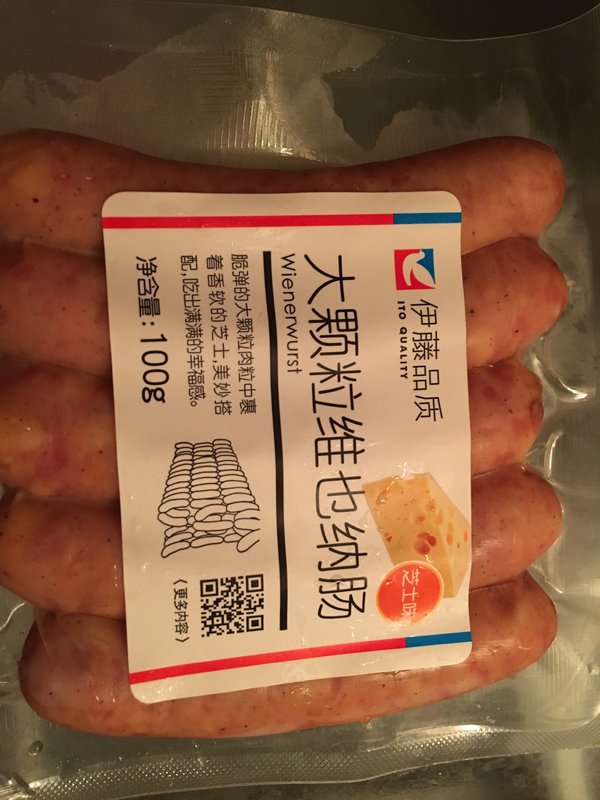 伊藤品质
ITO QUALITY
大颗粒维也纳肠
Wienerwurst
芝士味
脆弹的大颗粒肉粒中裹
着香软的芝士,美妙搭
配,吃出满满的幸福感。
净含量:100g
〈更多内容〉